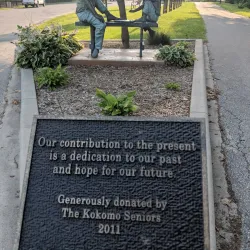 Our contribution to the present
is a dedication to our past
and hope for our future.
Generously donated by
The Kokomo Seniors
2011